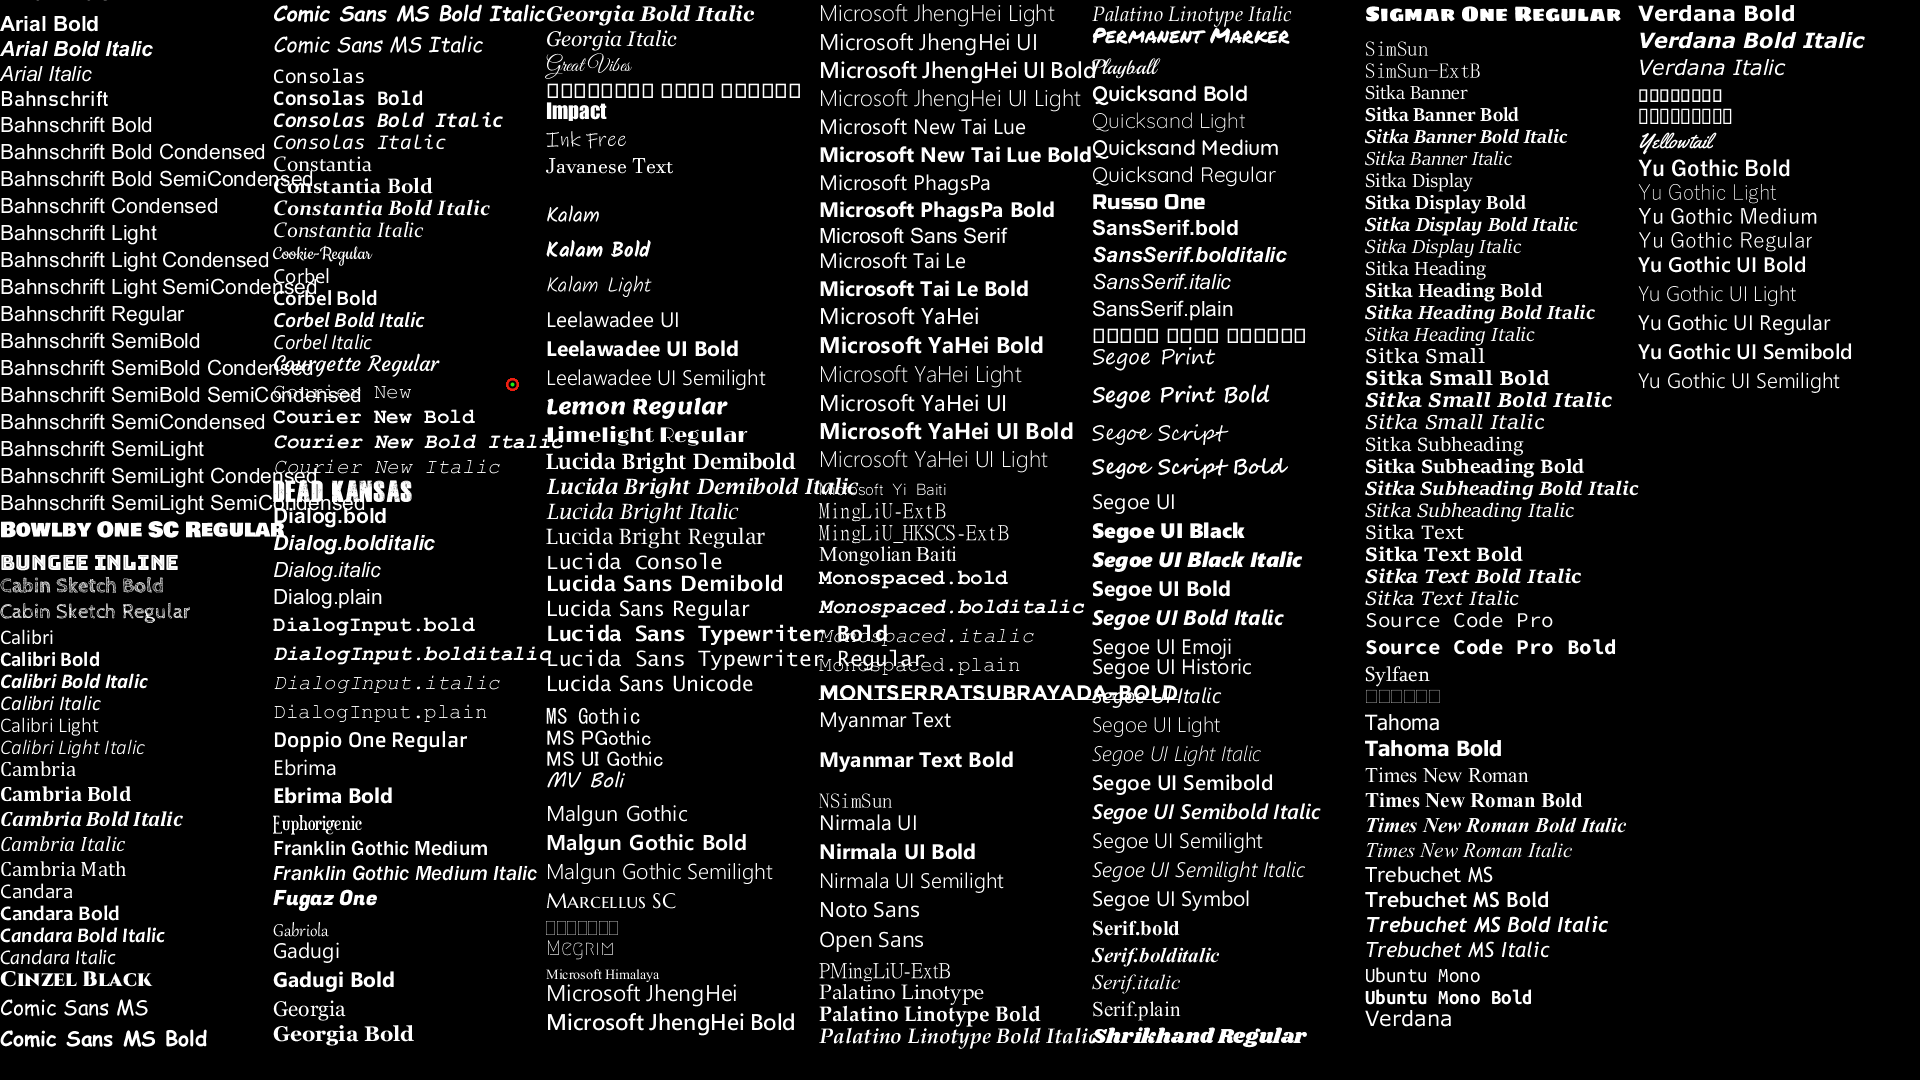 Arial Bold
Arial Bold Italic
Arial Italic
Bahnschrift
Bahnschrift Bold
Bahnschrift Bold Condensed
Bahnschrift Bold SemiCondensed
Bahnschrift Condensed
Bahnschrift Light
Bahnschrift Light Condensed
Bahnschrift Light SemiCondensed
Bahnschrift Regular
Bahnschrift SemiBold
Bahnschrift SemiBold Condensed
Bahnschrift SemiBold SemiCondensed
Bahnschrift SemiCondensed
Bahnschrift SemiLight
Bahnschrift SemiLight Condensed
Bahnschrift SemiLight SemiCondensed
Bowlby One SC Regular
BUNGEE INLINE
Cabin Sketch Bold
Cabin Sketch Regular
Calibri
Calibri Bold
Calibri Bold Italic
Calibri Italic
Calibri Light
Calibri Light Italic
Cambria
Cambria Bold
Cambria Bold Italic
Cambria Italic
Cambria Math
Candara
Candara Bold
Candara Bold Italic
Candara Italic
Cinzel Black
Comic Sans MS
Comic Sans MS Bold
Comic Sans MS Bold Italic
Comic Sans MS Italic
Consolas
Consolas Bold
Consolas Bold Italic
Consolas Italic
Constantia
Constantia Bold
Constantia Bold Italic
Constantia Italic
Cookie-Regular
Corbel
Corbel Bold
Corbel Bold Italic
Corbel Italic
Courgette Regular
Courier New
Courier New Bold
Courier New Bold Italic
Courier New Italic
DEAD KANSAS
Dialog.bold
Dialog.bolditalic
Dialog.italic
Dialog.plain
DialogInput.bold
DialogInput.bolditalic
DialogInput.italic
DialogInput.plain
Doppio One Regular
Ebrima
Ebrima Bold
Euphorigenic
Franklin Gothic Medium
Franklin Gothic Medium Italic
Fugaz One
Gabriola
Gadugi
Gadugi Bold
Georgia
Georgia Bold
Georgia Bold Italic
Georgia Italic
Great Vibes
Impact
Ink Free
Javanese Text
Kalam
Kalam Bold
Kalam Light
Leelawadee UI
Leelawadee UI Bold
Leelawadee UI Semilight
Lemon Regular
Limelight Regular
Lucida Bright Demibold
Lucida Bright Demibold Italic
Lucida Bright Italic
Lucida Bright Regular
Lucida Console
Lucida Sans Demibold
Lucida Sans Regular
Lucida Sans Typewriter Bold
Lucida Sans Typewriter Regular
Lucida Sans Unicode
MS Gothic
MS PGothic
MS UI Gothic
MV Boli
Malgun Gothic
Malgun Gothic Bold
Malgun Gothic Semilight
Marcellus SC
Megrim
Microsoft Himalaya
Microsoft JhengHei
Microsoft JhengHei Bold
Microsoft JhengHei Light
Microsoft JhengHei UI
Microsoft JhengHei UI Bold
Microsoft JhengHei UI Light
Microsoft New Tai Lue
Microsoft New Tai Lue Bold
Microsoft PhagsPa
Microsoft PhagsPa Bold
Microsoft Sans Serif
Microsoft Tai Le
Microsoft Tai Le Bold
Microsoft YaHei
Microsoft YaHei Bold
Microsoft YaHei Light
Microsoft YaHei UI
Microsoft YaHei UI Bold
Microsoft YaHei UI Light
Microsoft Yi Baiti
MingLiU-ExtB
MingLiU_HKSCS-ExtB
Mongolian Baiti
Monospaced.bold
Monospaced.bolditalic
Monospaced.italic
Monospaced.plain
MONTSERRATSUBRAYADA-BOLD
Myanmar Text
Myanmar Text Bold
NSimSun
Nirmala UI
Nirmala UI Bold
Nirmala UI Semilight
Noto Sans
Open Sans
PMingLiU-ExtB
Palatino Linotype
Palatino Linotype Bold
Palatino Linotype Bold Italic
Palatino Linotype Italic
Permanent Marker
Playball
Quicksand Bold
Quicksand Light
Quicksand Medium
Quicksand Regular
Russo One
SansSerif.bold
SansSerif.bolditalic
SansSerif.italic
SansSerif.plain
Segoe Print
Segoe Print Bold
Segoe Script
Segoe Script Bold
Segoe UI
Segoe UI Black
Segoe UI Black Italic
Segoe UI Bold
Segoe UI Bold Italic
Segoe UI Emoji
Segoe UI Historic
Segoe UI Italic
Segoe UI Light
Segoe UI Light Italic
Segoe UI Semibold
Segoe UI Semibold Italic
Segoe UI Semilight
Segoe UI Semilight Italic
Segoe UI Symbol
Serif.bold
Serif.bolditalic
Serif.italic
Serif.plain
Shrikhand Regular
Sigmar One Regular
SimSun
SimSun-ExtB
Sitka Banner
Sitka Banner Bold
Sitka Banner Bold Italic
Sitka Banner Italic
Sitka Display
Sitka Display Bold
Sitka Display Bold Italic
Sitka Display Italic
Sitka Heading
Sitka Heading Bold
Sitka Heading Bold Italic
Sitka Heading Italic
Sitka Small
Sitka Small Bold
Sitka Small Bold Italic
Sitka Small Italic
Sitka Subheading
Sitka Subheading Bold
Sitka Subheading Bold Italic
Sitka Subheading Italic
Sitka Text
Sitka Text Bold
Sitka Text Bold Italic
Sitka Text Italic
Source Code Pro
Source Code Pro Bold
Sylfaen
Tahoma
Tahoma Bold
Times New Roman
Times New Roman Bold
Times New Roman Bold Italic
Times New Roman Italic
Trebuchet MS
Trebuchet MS Bold
Trebuchet MS Bold Italic
Trebuchet MS Italic
Ubuntu Mono
Ubuntu Mono Bold
Verdana
Verdana Bold
Verdana Bold Italic
Verdana Italic
Yellowtail
Yu Gothic Bold
Yu Gothic Light
Yu Gothic Medium
Yu Gothic Regular
Yu Gothic UI Bold
Yu Gothic UI Light
Yu Gothic UI Regular
Yu Gothic UI Semibold
Yu Gothic UI Semilight